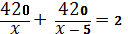 420/x + 420/(x − 5) = 2